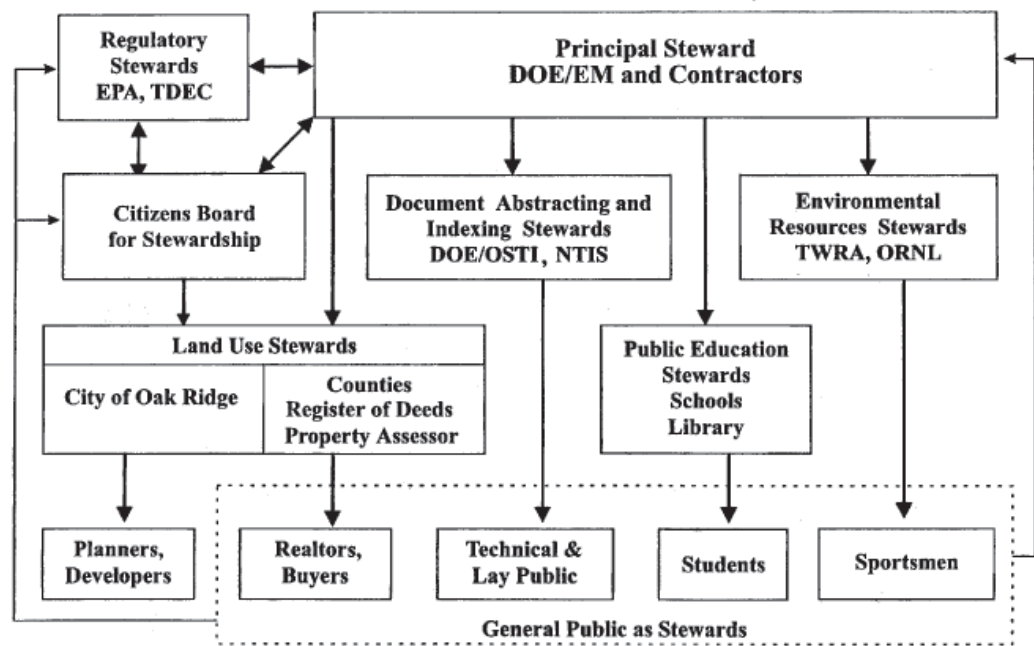 Regulatory
Stewards
EPA, TDEC
Principal Steward
DOE/EM and Contractors
Citizens Board
for Stewardship
Document Abstracting and
Indexing Stewards
DOE/OSTI, NTIS
Environmental
Resources Stewards
TWRA, ORNL
Land Use Stewards
City of Oak Ridge
Counties
Register of Deeds
Property Assessor
Public Education
Stewards
Schools
Library
Planners,
Developers
Realtors,
Buyers
Technical &
Lay Public
Students
Sportsmen
General Public as Stewards